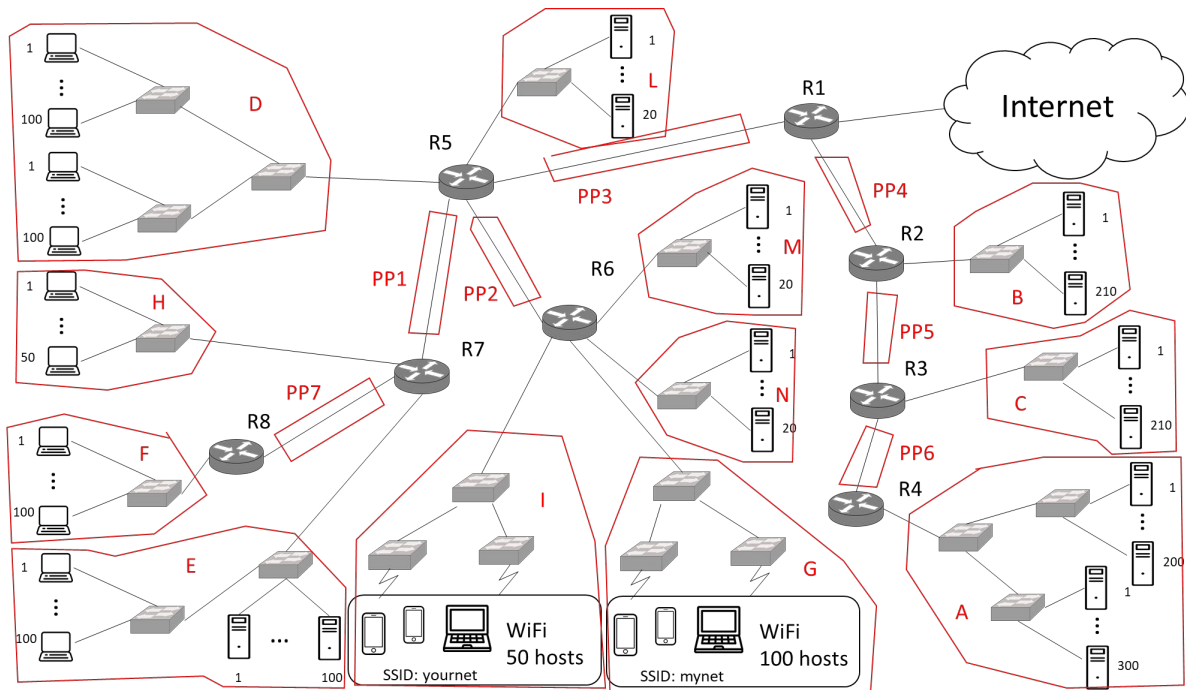 1
100
1
100
D
R5
L
1
20
R1
Internet
PP3
PP4
PP1
PP2
R6
M
1
20
R2
B
1
210
H
1
50
R7
PP7
R8
PP5
R3
N
1
20
C
1
210
F
1
100
PP6
R4
I
G
A
1
200
1
300
E
1
100
1
...
100
WiFi
50 hosts
SSID: yournet
WiFi
100 hosts
SSID: mynet